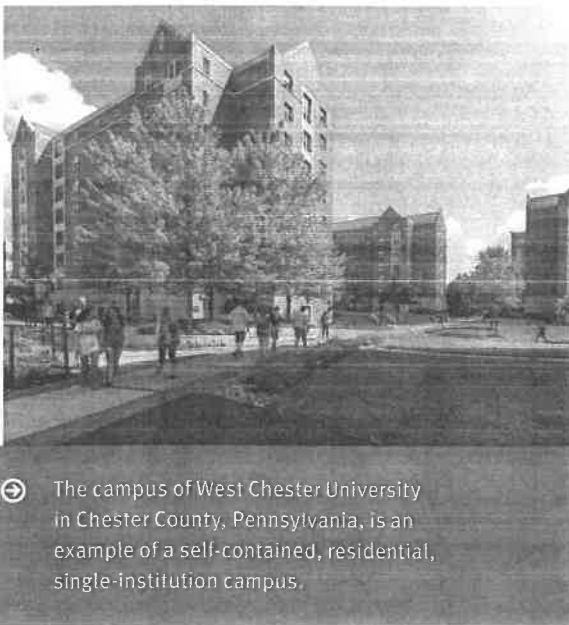 The campus of West Chester University
in Chester County, Pennsylvania, is an
example of a self-contained, residential,
single-institution campus.